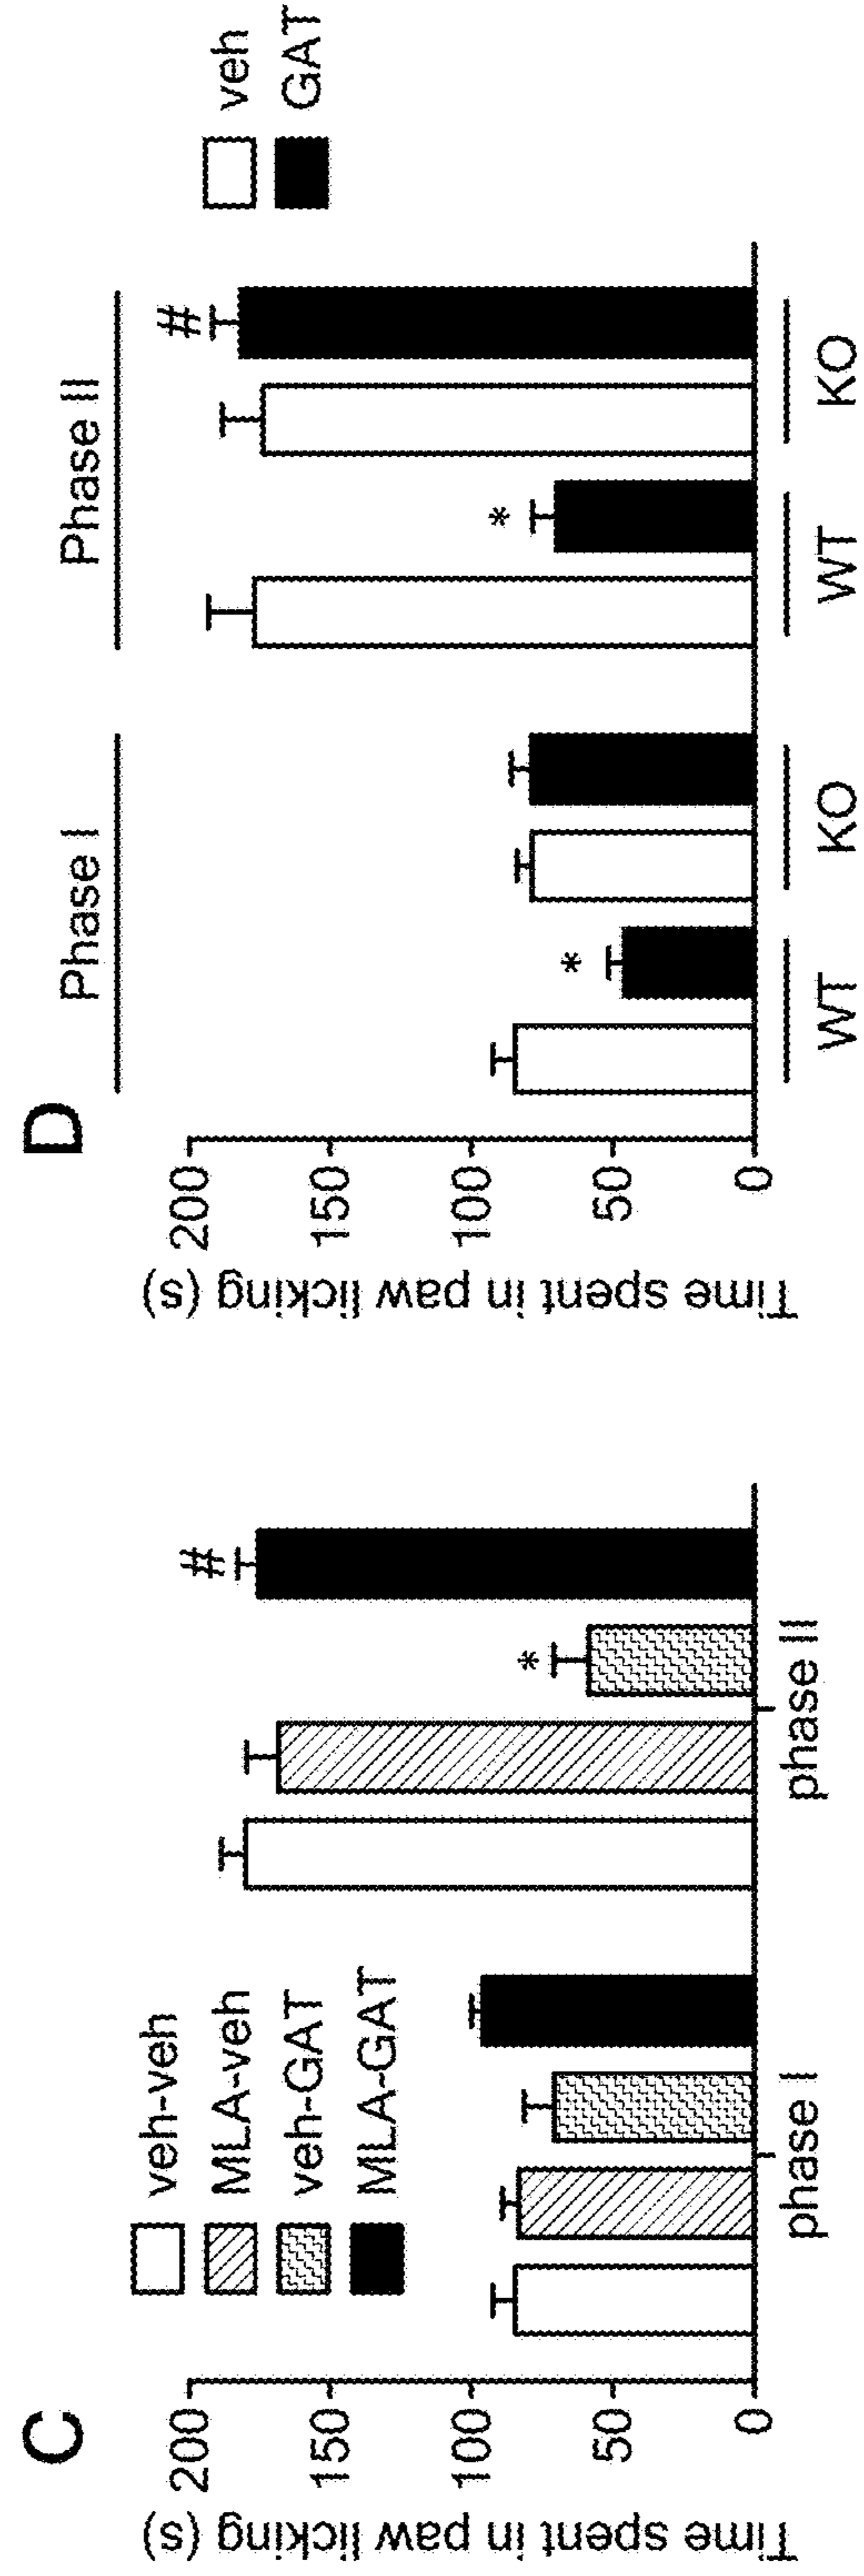 C
Time spent in paw licking (s)
200
150
100
50
0
veh-veh
MLA-veh
veh-GAT
MLA-GAT
*
#
phase I
phase II
D
Time spent in paw licking (s)
200
150
100
50
0
Phase I
Phase II
veh
GAT
*
*
#
WT
KO
WT
KO